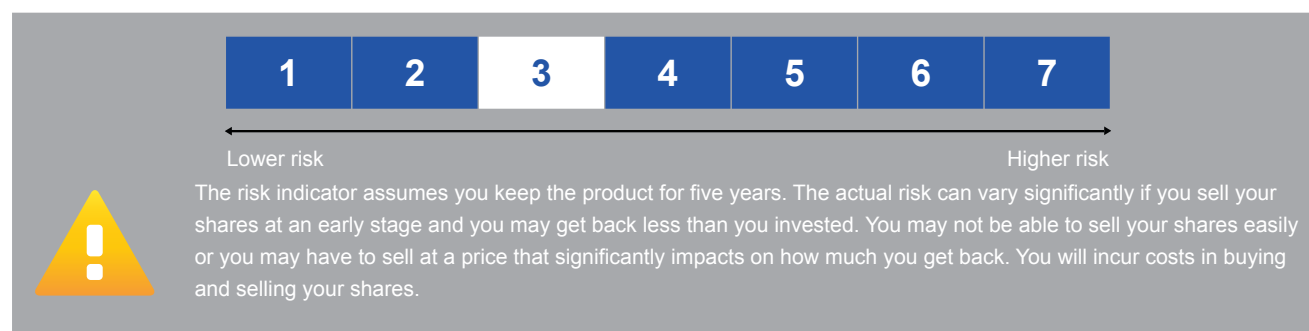 1 2 3 4 5 6 7
Lower risk Higher risk
The risk indicator assumes you keep the product for five years. The actual risk can vary significantly if you sell your
shares at an early stage and you may get back less than you invested. You may not be able to sell your shares easily
or you may have to sell at a price that significantly impacts on how much you get back. You will incur costs in buying
and selling your shares.